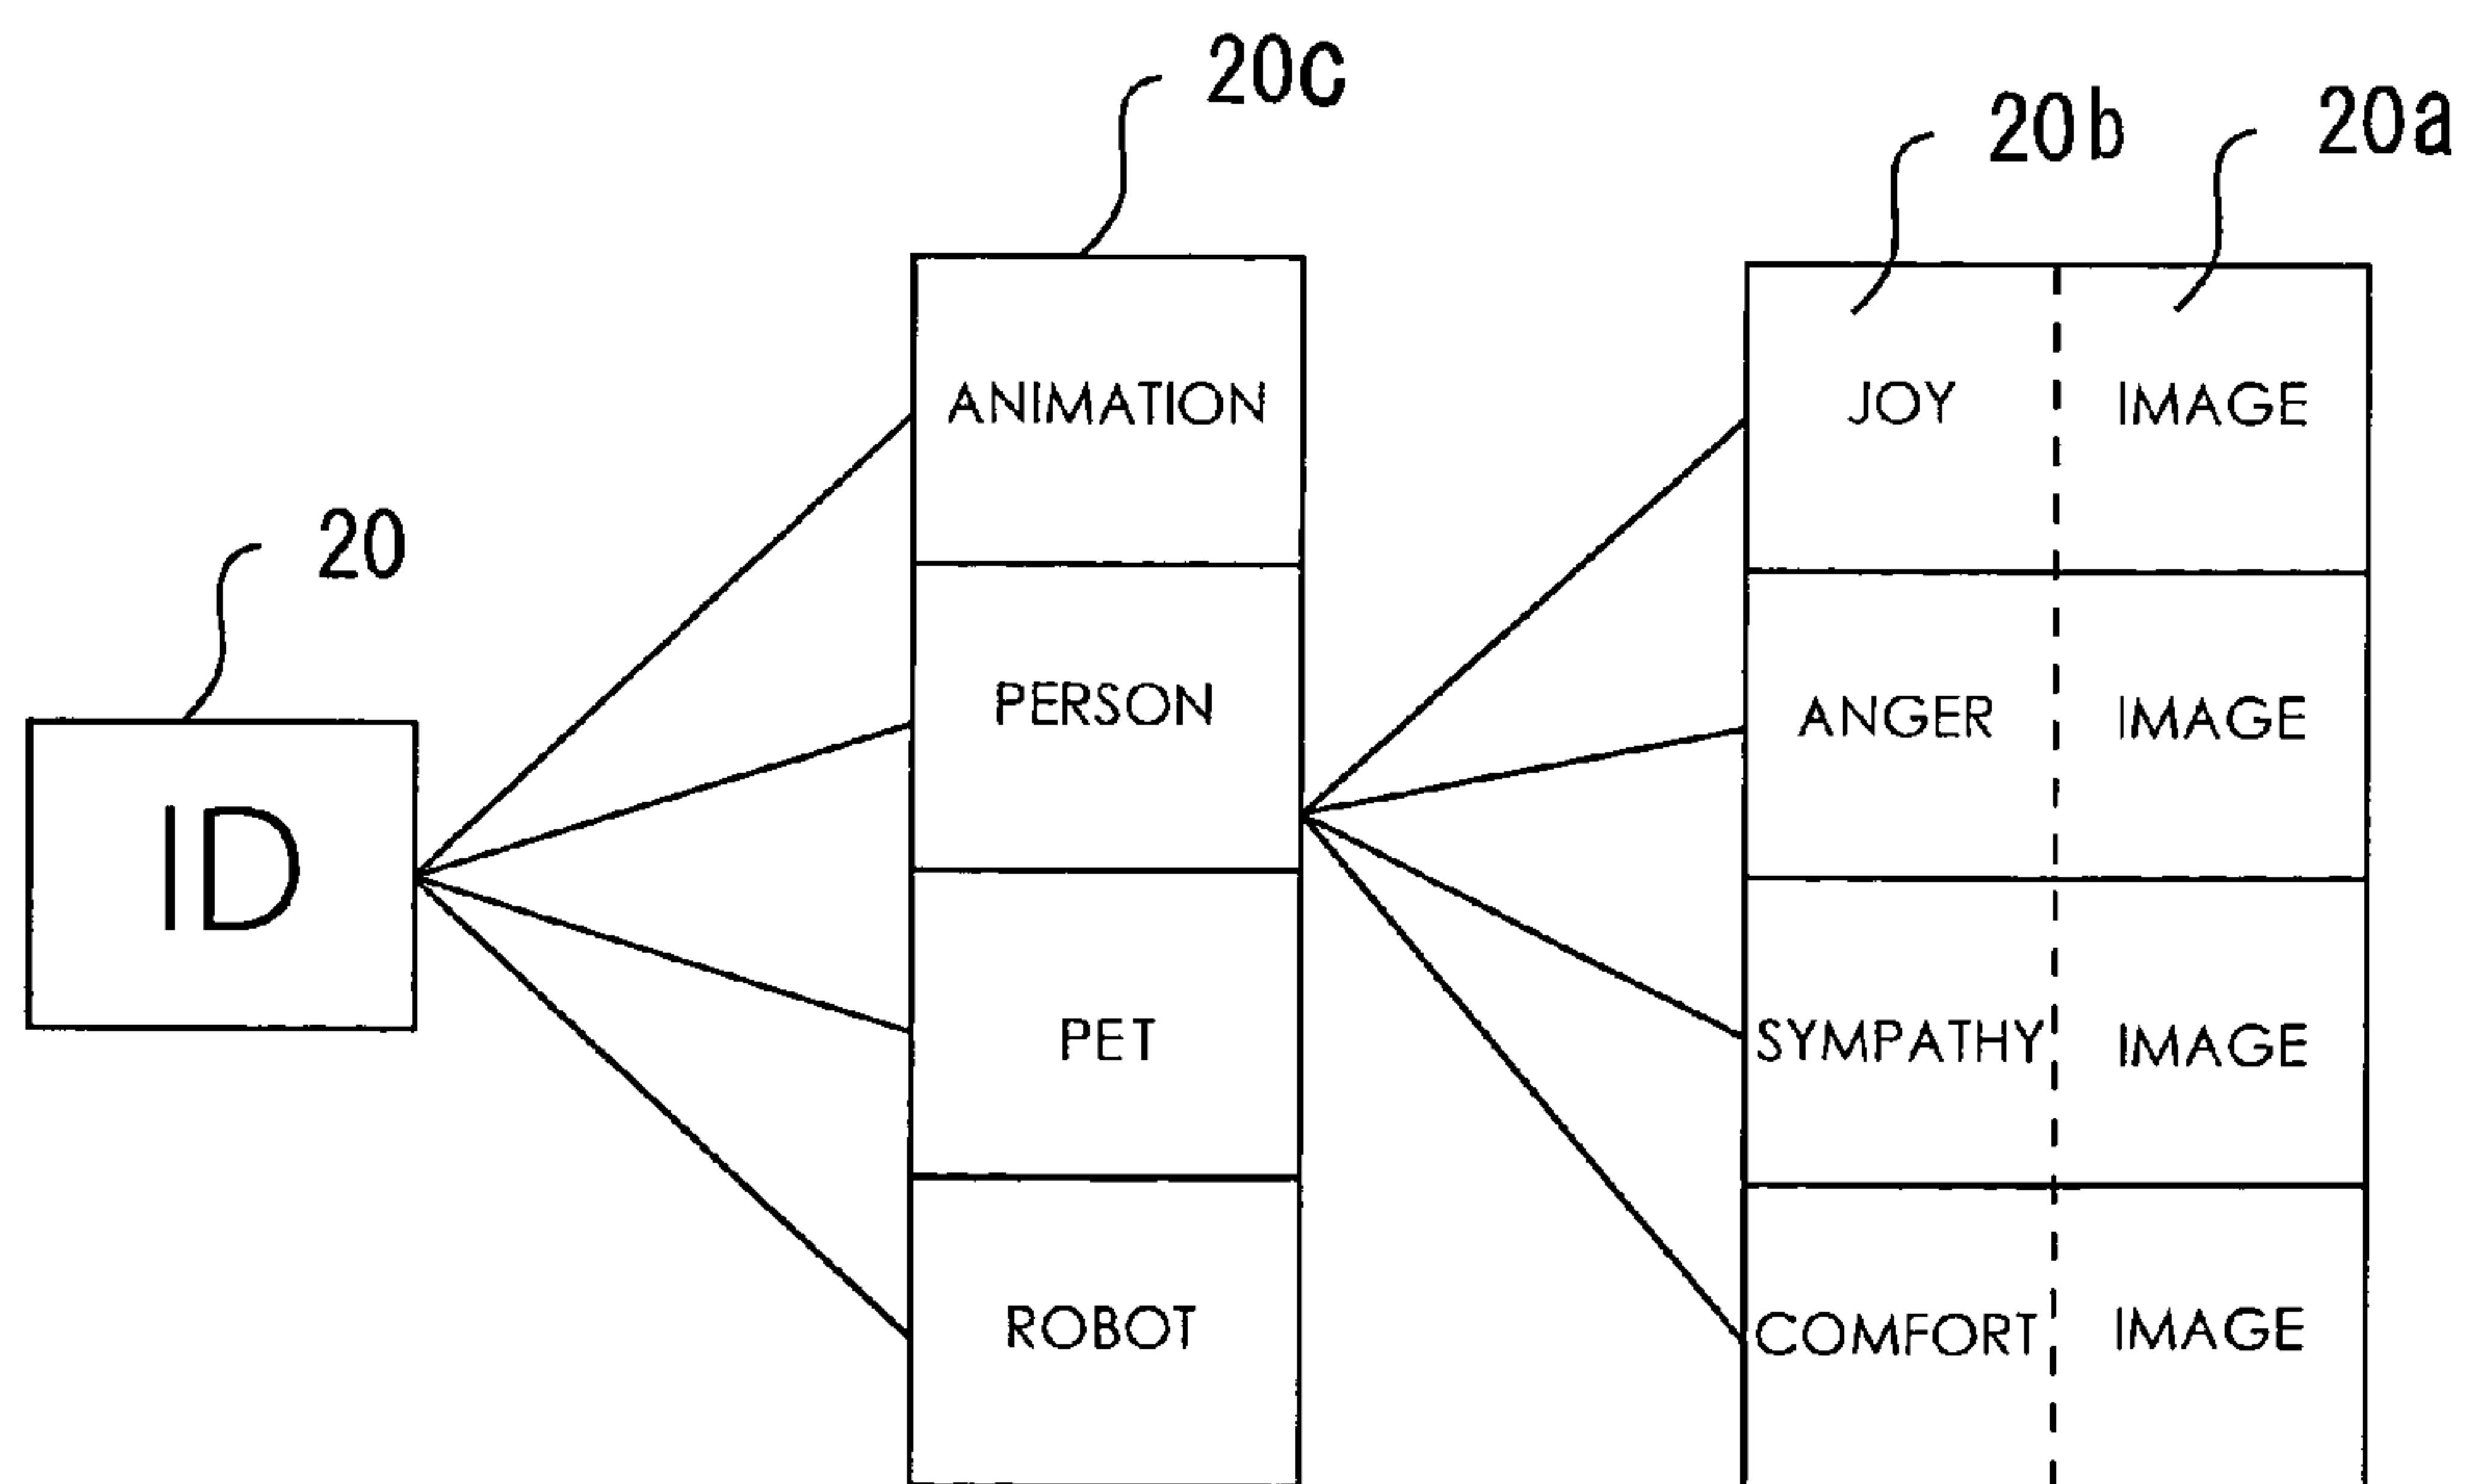 20c
20b 20a
ANIMATION JOY IMAGE
20
PERSON ANGER IMAGE
ID
PET SYMPATHY IMAGE
ROBOT COMFORT IMAGE